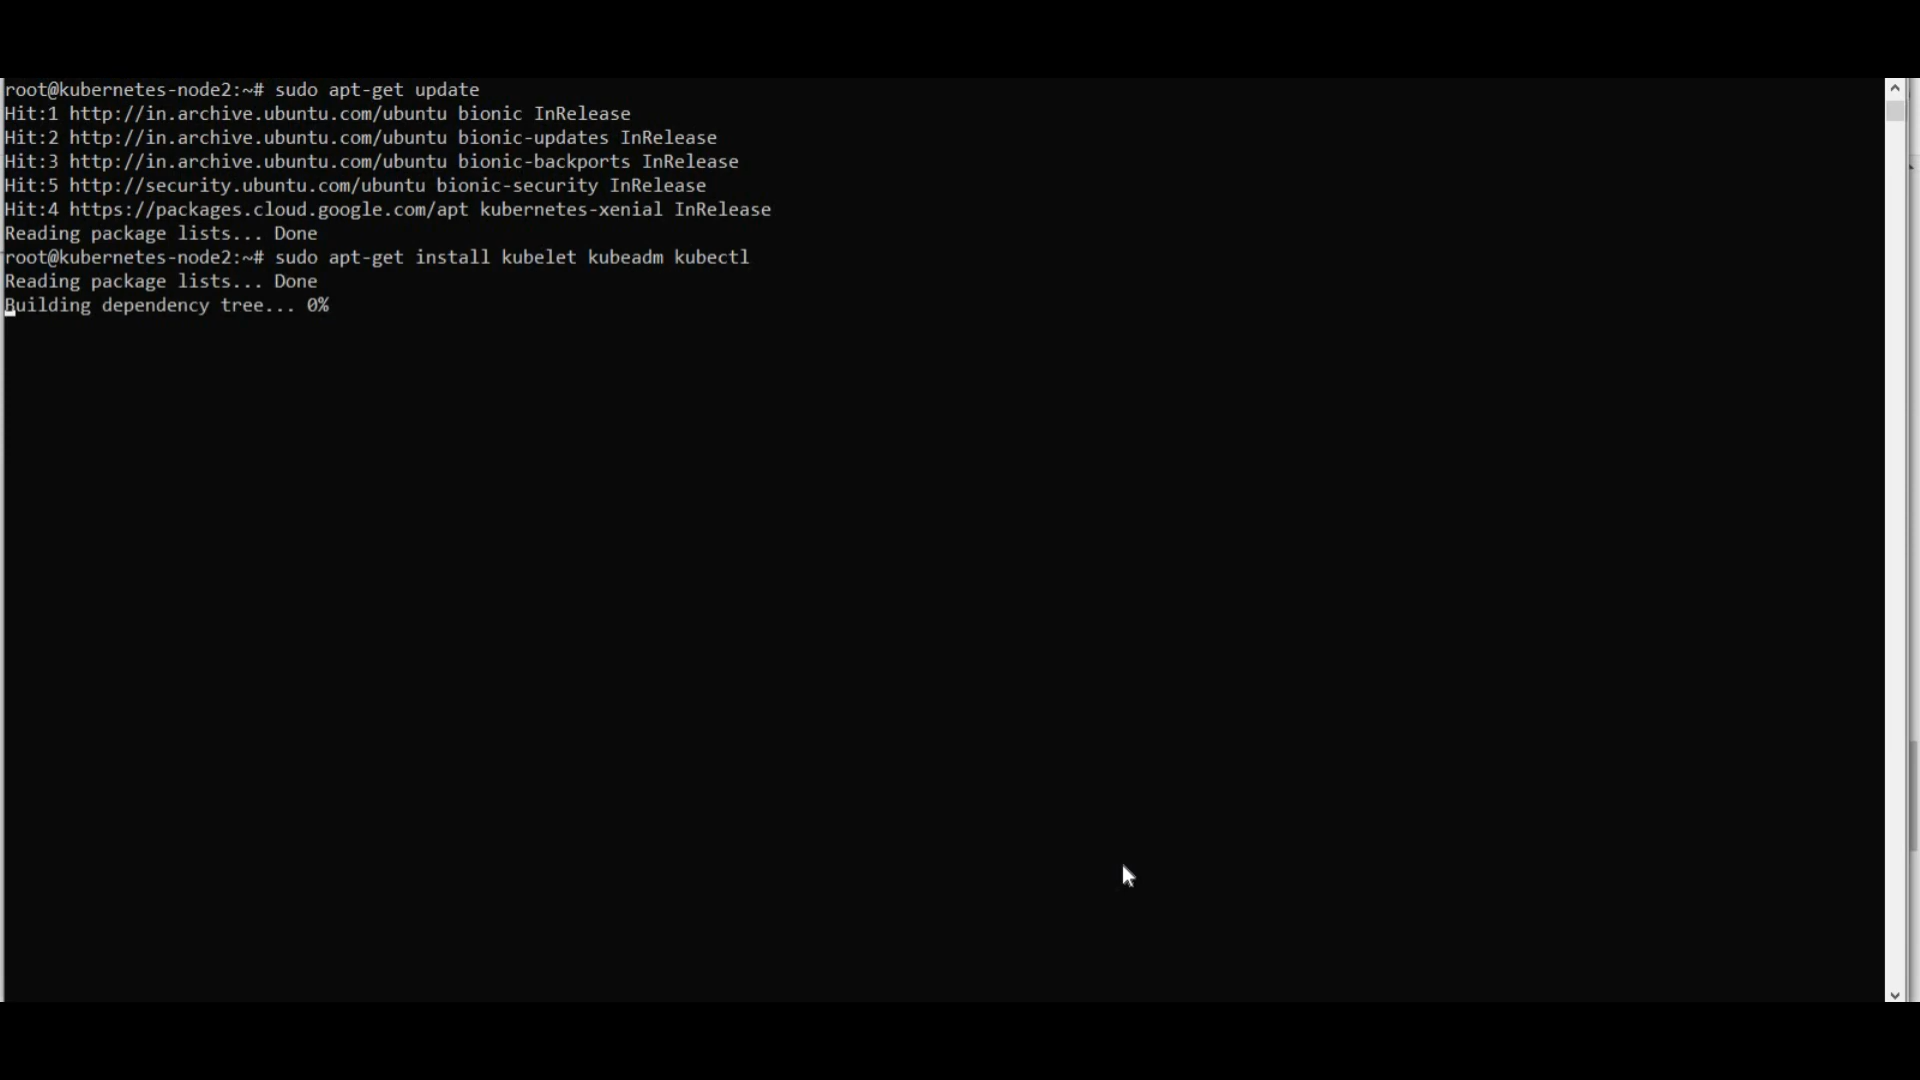 root@kubernetes-node2:~# sudo apt-get update
Hit:1 http://in.archive.ubuntu.com/ubuntu bionic InRelease
Hit:2 http://in.archive.ubuntu.com/ubuntu bionic-updates InRelease
Hit:3 http://in.archive.ubuntu.com/ubuntu bionic-backports InRelease
Hit:5 http://security.ubuntu.com/ubuntu bionic-security InRelease
Hit:4 https://packages.cloud.google.com/apt kubernetes-xenial InRelease
Reading package lists... Done
root@kubernetes-node2:~# sudo apt-get install kubelet kubeadm kubectl
Reading package lists... Done
Building dependency tree... 0%